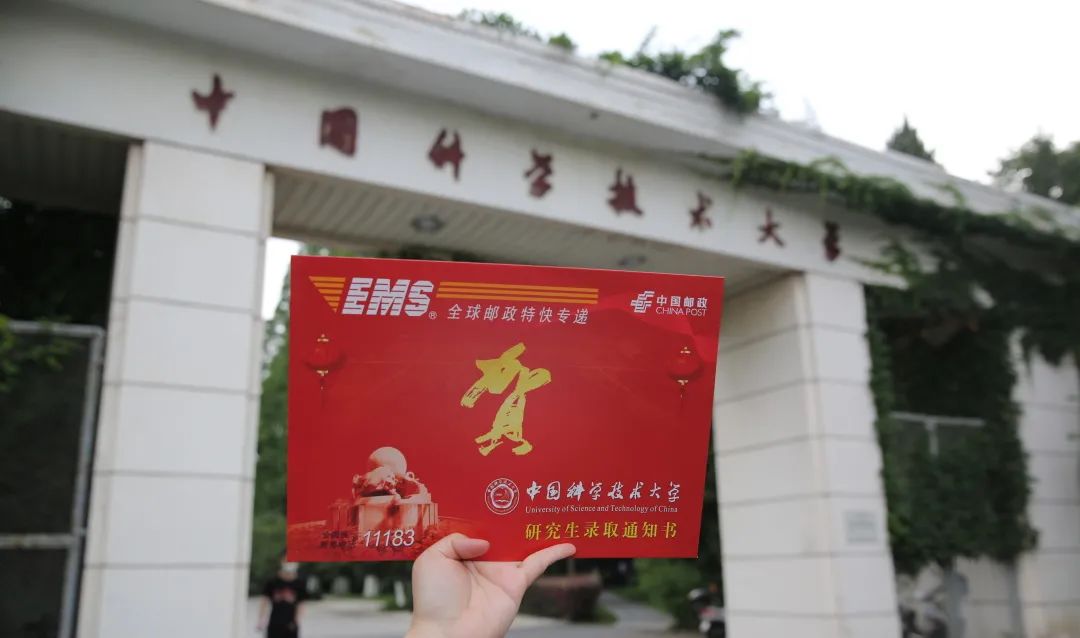 中国科学技术大学
EMS® 全球邮政特快专递
中国邮政
CHINA POST
贺
中国科学技术大学
University of Science and Technology of China
研究生录取通知书
11183